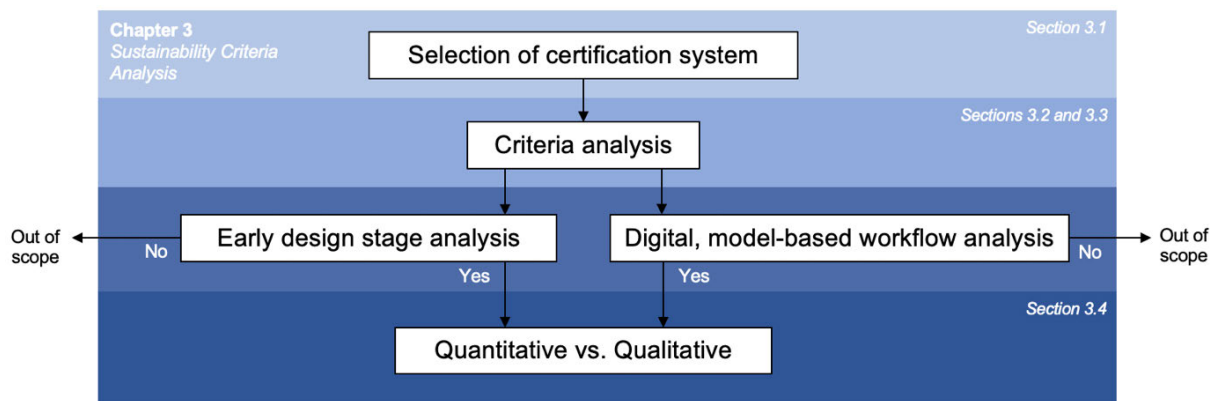 Chapter 3
Sustainability Criteria
Analysis
Section 3.1
Selection of certification system
Sections 3.2 and 3.3
Criteria analysis
Out of
scope
No
Early design stage analysis
Yes
Digital, model-based workflow analysis
Yes
No
Out of
scope
Section 3.4
Quantitative vs. Qualitative